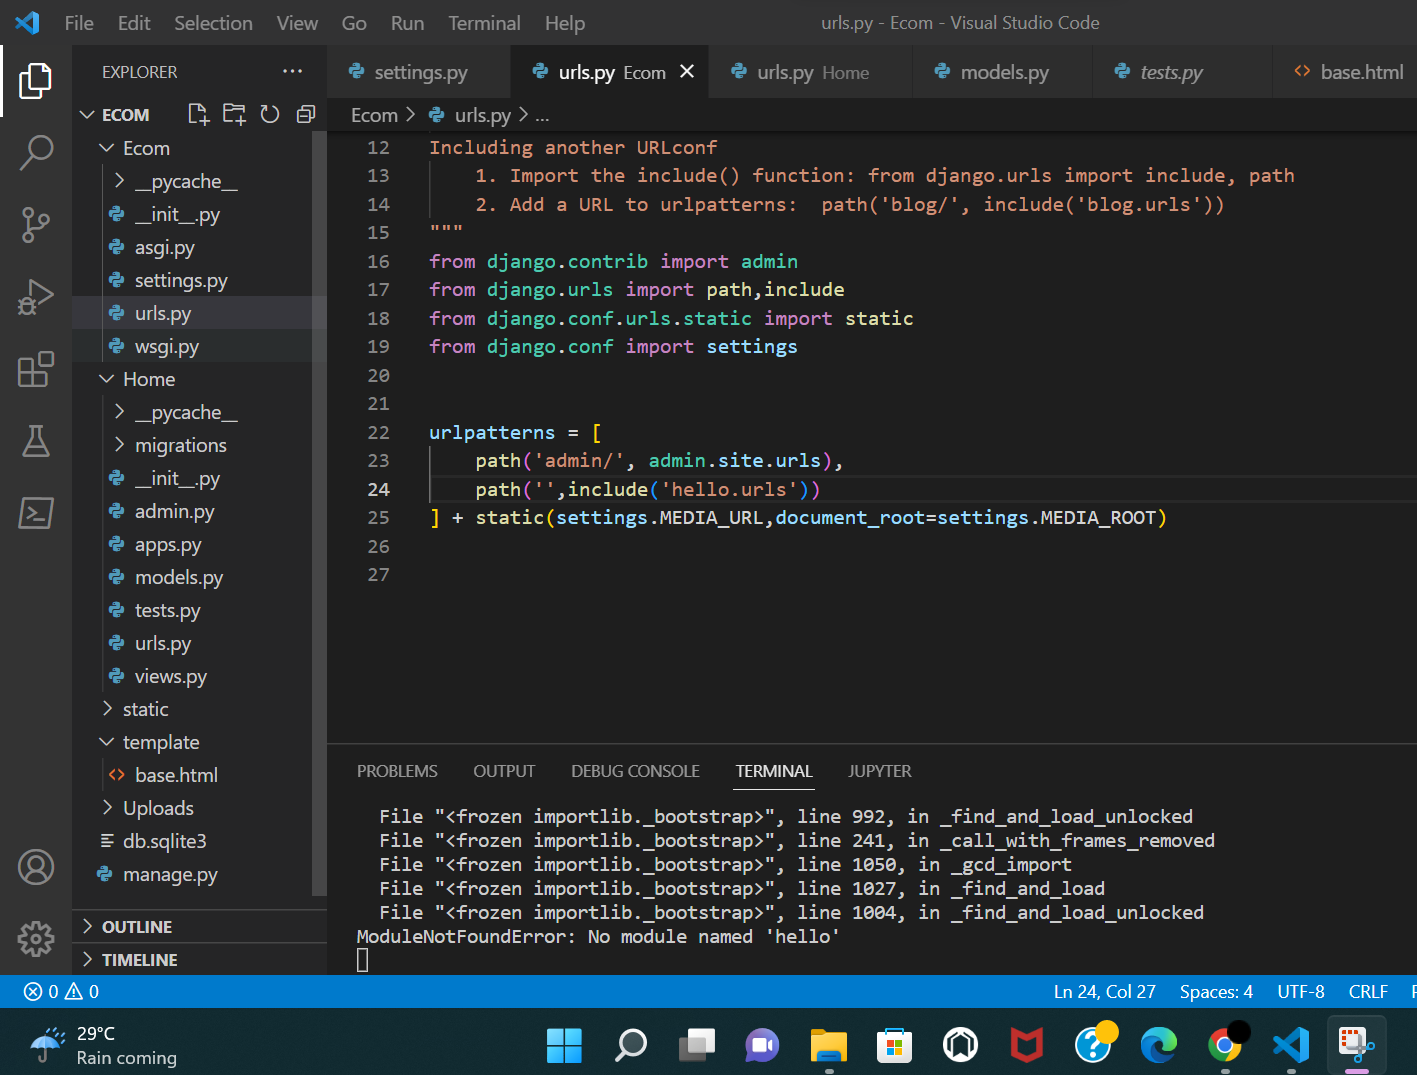 File Edit Selection View Go Run Terminal Help
urls.py - Ecom - Visual Studio Code
EXPLORER ...
settings.py
urls.py Ecom
urls.py Home
models.py
tests.py
base.html
ECOM
Ecom > urls.py > ...
Ecom
__pycache__
__init__.py
asgi.py
settings.py
urls.py
wsgi.py
Home
__pycache__
migrations
__init__.py
admin.py
apps.py
models.py
tests.py
urls.py
views.py
static
template
base.html
Uploads
db.sqlite3
manage.py
OUTLINE
TIMELINE
12 Including another URLconf
13     1. Import the include() function: from django.urls import include, path
14     2. Add a URL to urlpatterns:  path('blog/', include('blog.urls'))
15 """
16 from django.contrib import admin
17 from django.urls import path,include
18 from django.conf.urls.static import static
19 from django.conf import settings
20
21
22 urlpatterns = [
23     path('admin/', admin.site.urls),
24     path('',include('hello.urls'))
25 ] + static(settings.MEDIA_URL,document_root=settings.MEDIA_ROOT)
26
27
PROBLEMS OUTPUT DEBUG CONSOLE TERMINAL JUPYTER
  File "<frozen importlib._bootstrap>", line 992, in _find_and_load_unlocked
  File "<frozen importlib._bootstrap>", line 241, in _call_with_frames_removed
  File "<frozen importlib._bootstrap>", line 1050, in _gcd_import
  File "<frozen importlib._bootstrap>", line 1027, in _find_and_load
  File "<frozen importlib._bootstrap>", line 1004, in _find_and_load_unlocked
ModuleNotFoundError: No module named 'hello'
0 0
Ln 24, Col 27 Spaces: 4 UTF-8 CRLF
29°C
Rain coming